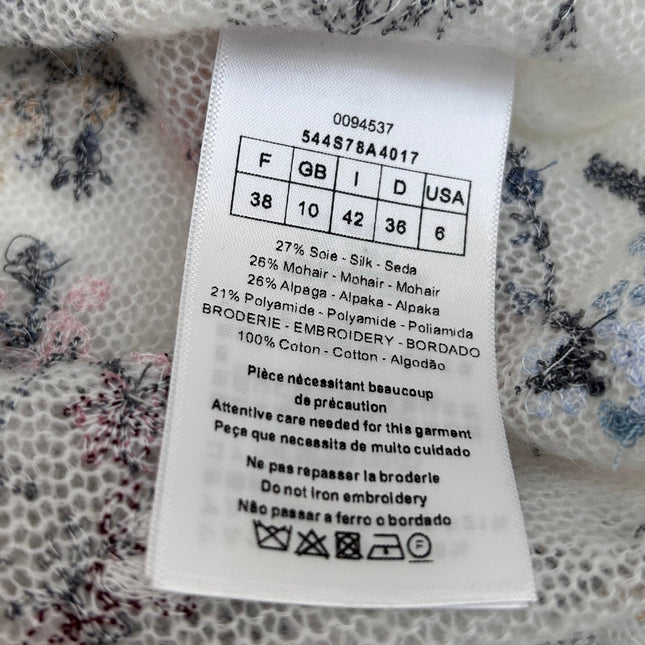 0094537
544S78A4017
F GB I D USA
38 10 42 36 6
27% Soie - Silk - Seda
26% Mohair - Mohair - Mohair
26% Alpaga - Alpaka - Alpaka
21% Polyamide - Polyamide - Poliamida
BRODERIE - EMBROIDERY - BORDADO
100% Coton - Cotton - Algodão
Pièce nécessitant beaucoup
de précaution
Attentive care needed for this garment
Peça que necessita de muito cuidado
Ne pas repasser la broderie
Do not Iron embroidery
Não passar a ferro o bordado